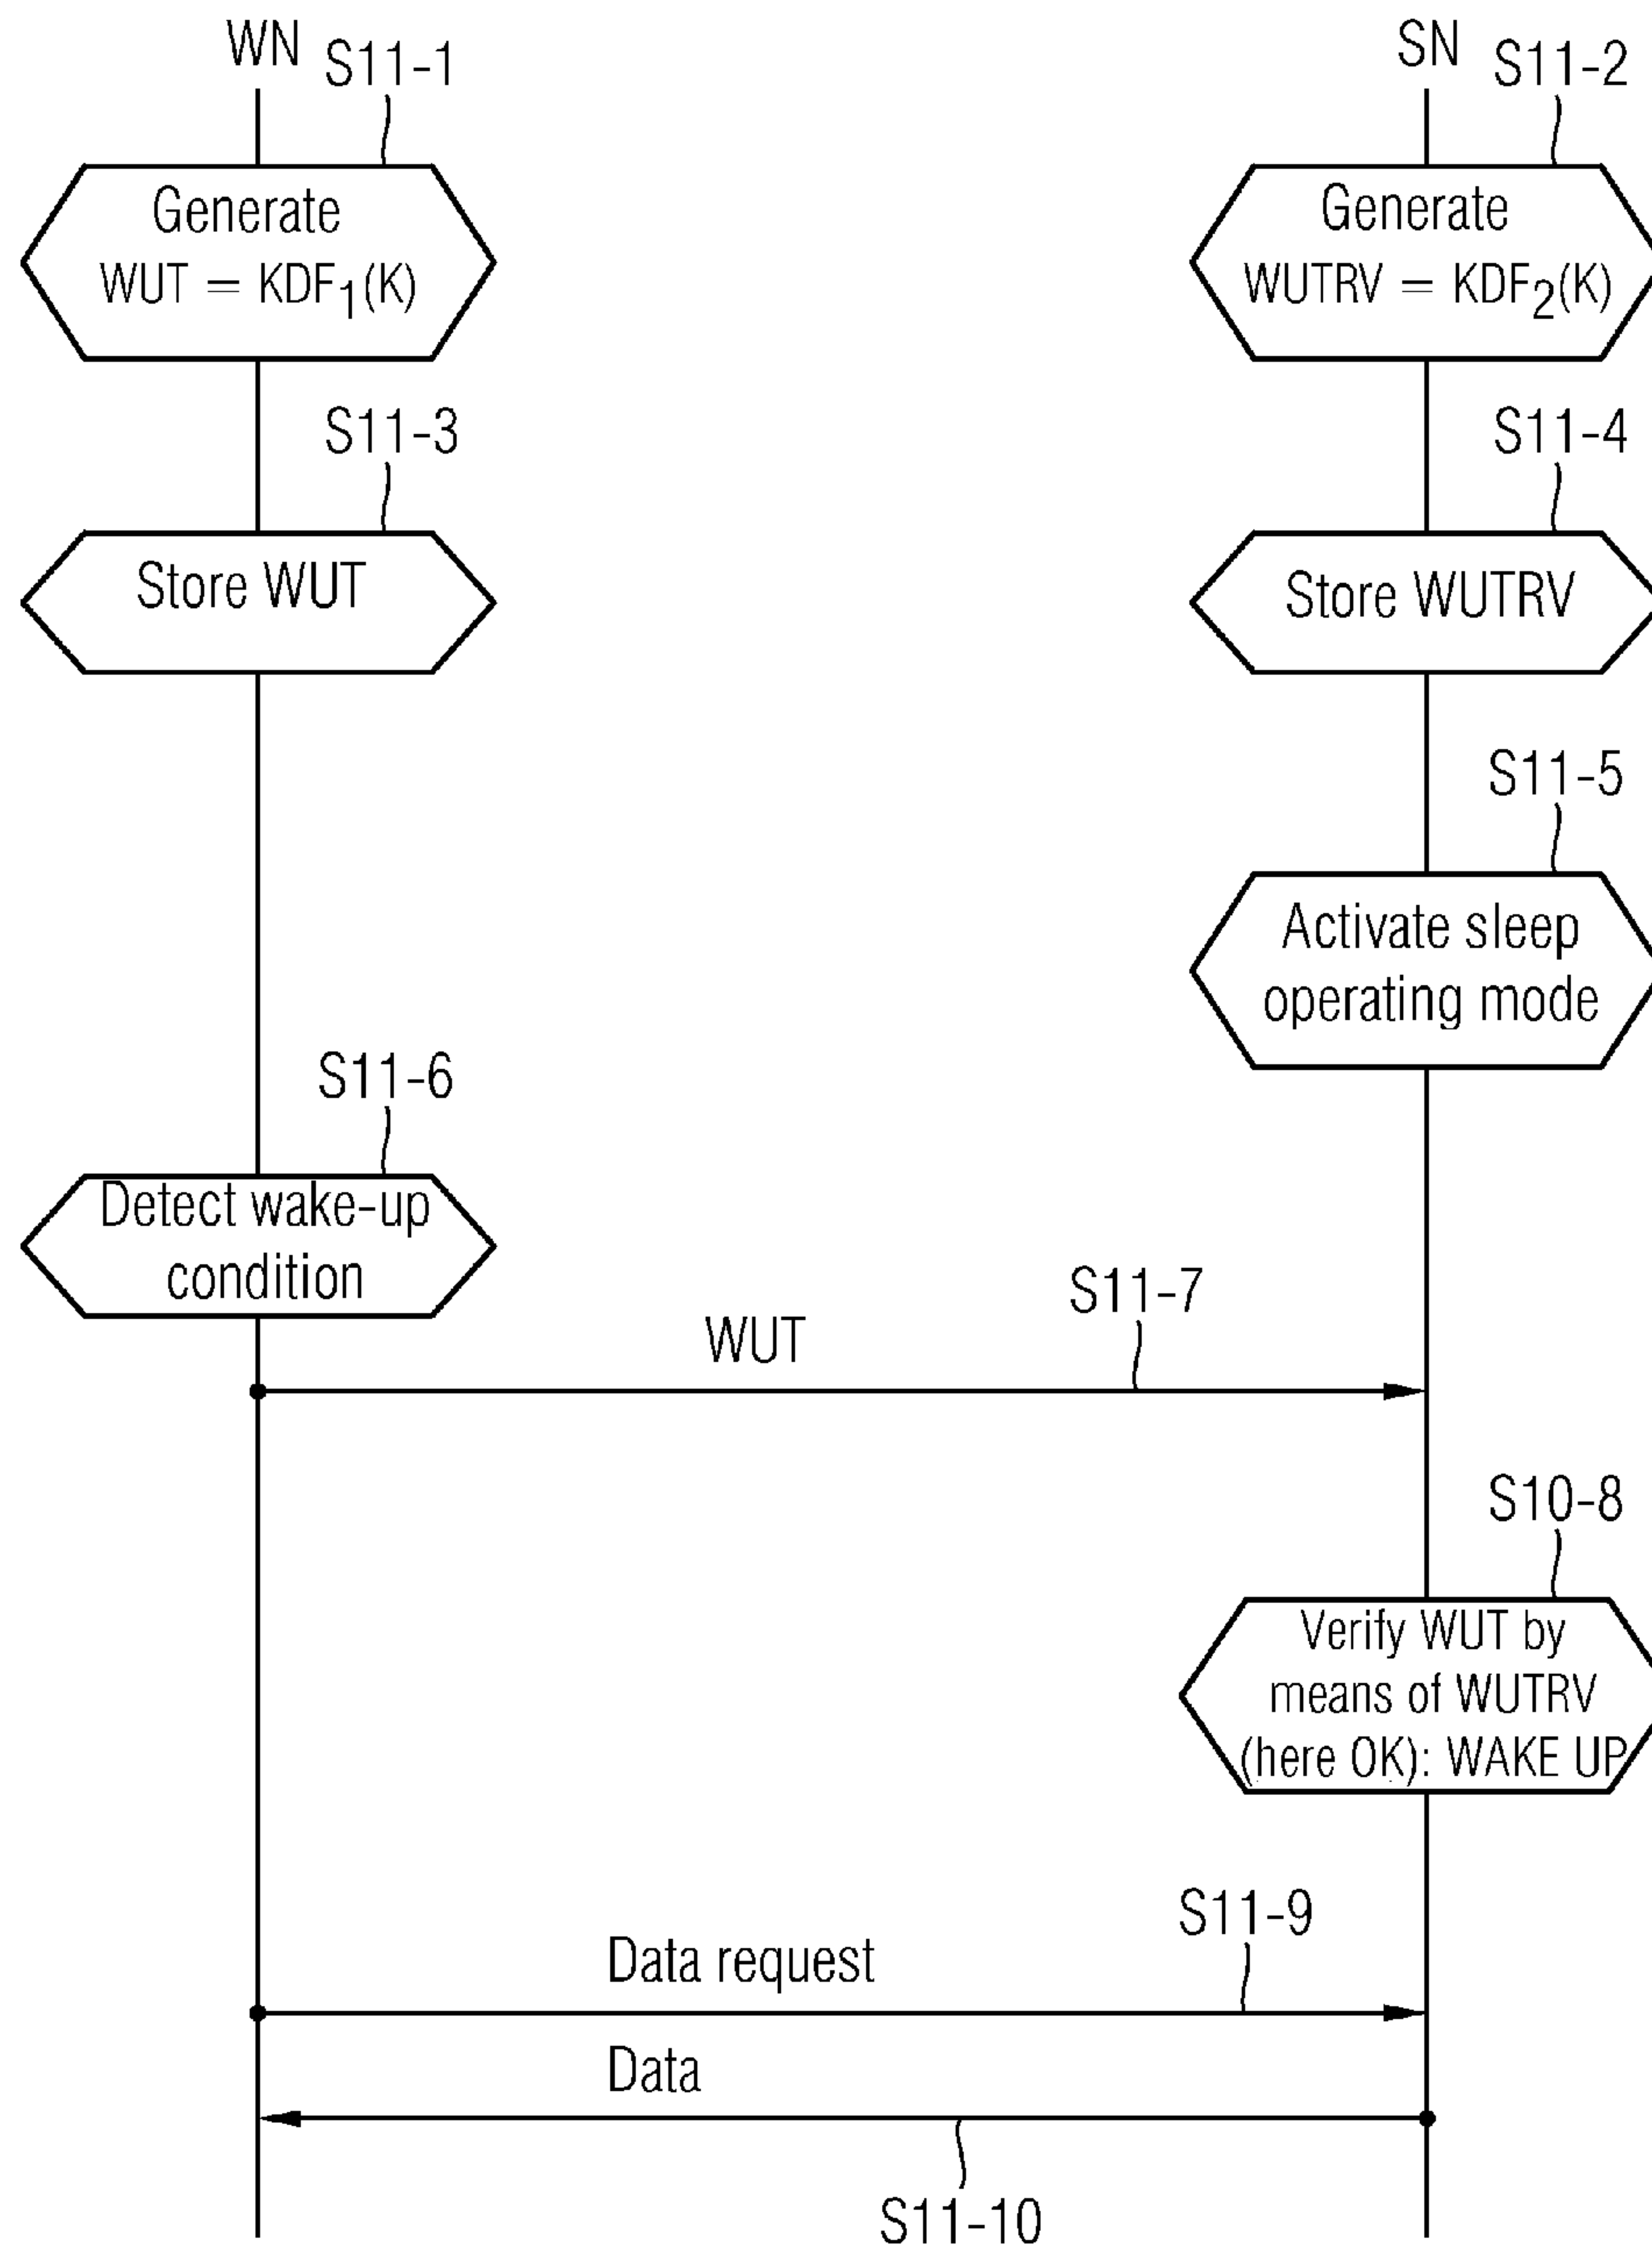 WN
S11-1
SN
S11-2
Generate
WUT = KDF₁(K)
Generate
WUTRV = KDF₂(K)
S11-3
S11-4
Store WUT
Store WUTRV
S11-5
Activate sleep
operating mode
S11-6
Detect wake-up
condition
S11-7
WUT
S10-8
Verify WUT by
means of WUTRV
(here OK): WAKE UP
S11-9
Data request
Data
S11-10